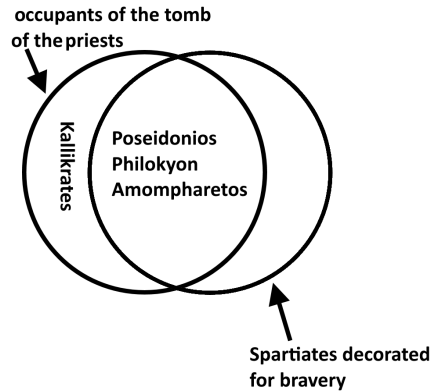 occupants of the tomb
of the priests
Kallikrates
Poseidonios
Philokyon
Amompharetos
Spartiates decorated
for bravery